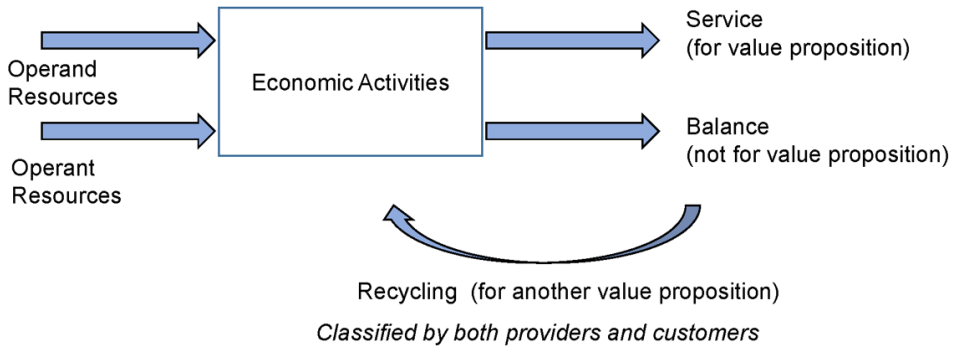 Operand
Resources
Operant
Resources
Economic Activities
Service
(for value proposition)
Balance
(not for value proposition)
Recycling (for another value proposition)
Classified by both providers and customers